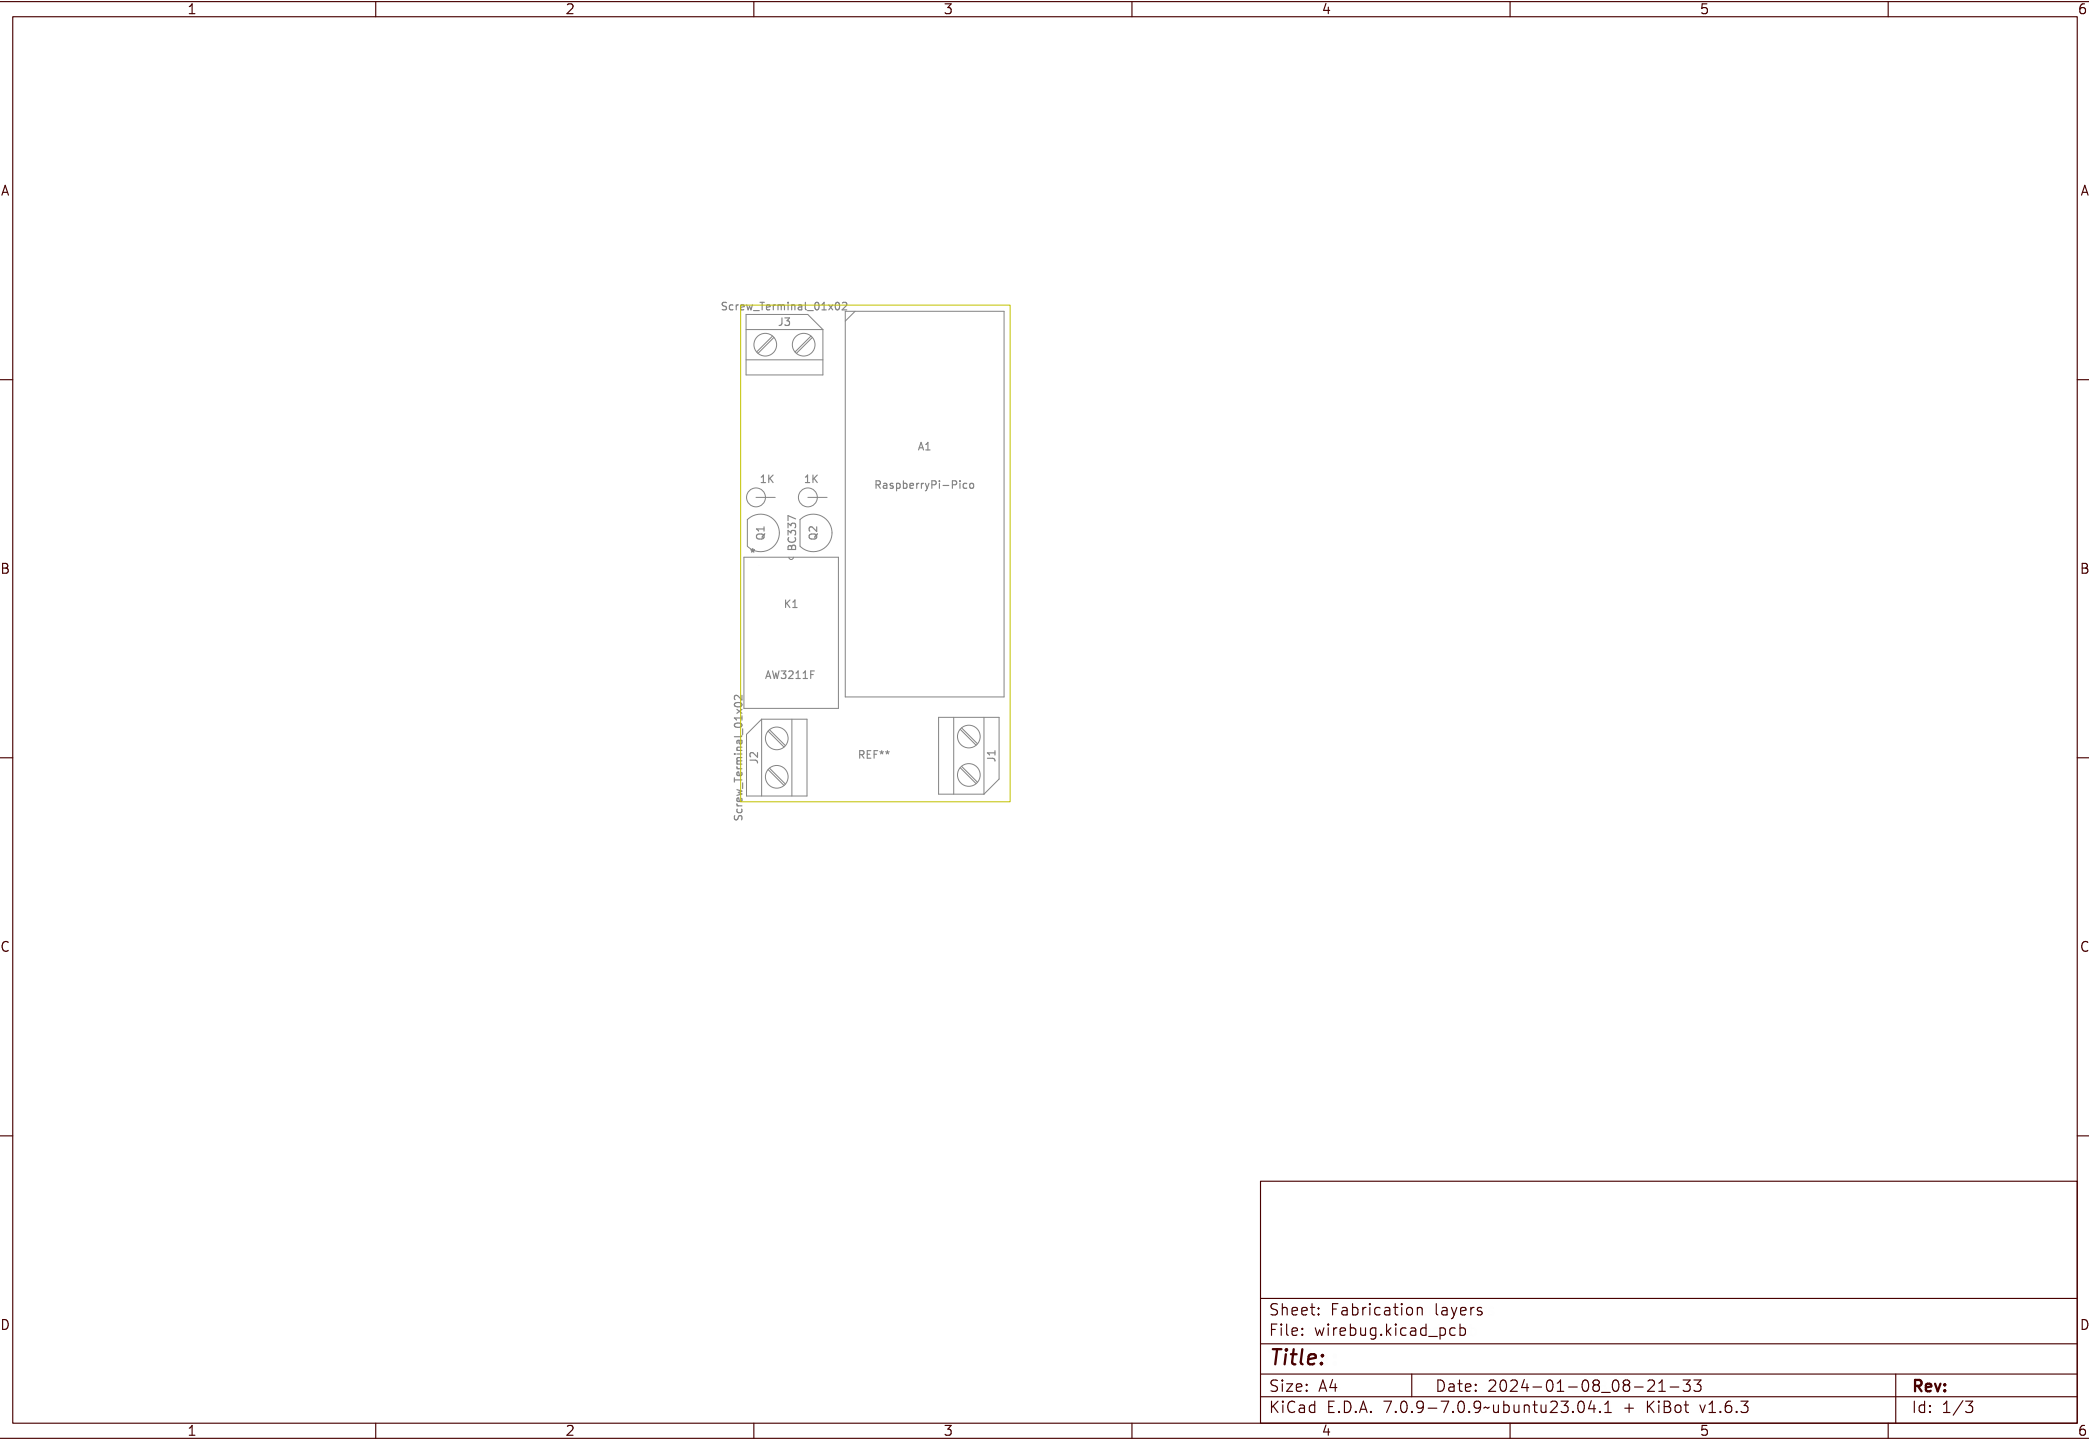 1 2 3 4 5 6
A A
Screw_Terminal_01x02
J3
A1
1K 1K
RaspberryPi-Pico
Q1 BC337 Q2
*
B B
K1
AW3211F
Screw_Terminal_01x02
J2 REF** J1
C C
Sheet: Fabrication layers
D D
File: wirebug.kicad_pcb
Title:
Size: A4 Date: 2024-01-08_08-21-33 Rev:
KiCad E.D.A. 7.0.9-7.0.9~ubuntu23.04.1 + KiBot v1.6.3 Id: 1/3
1 2 3 4 5 6